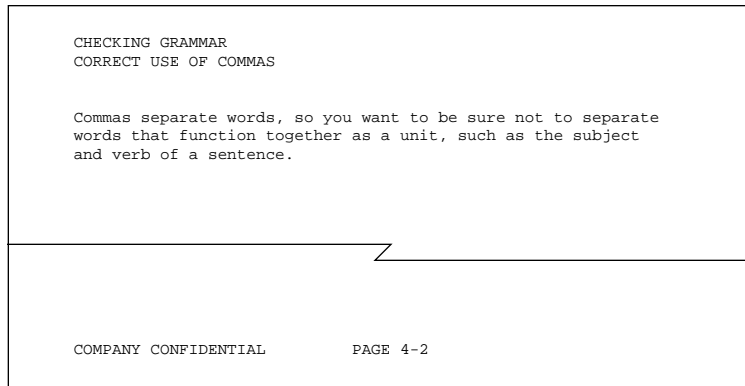 CHECKING GRAMMAR
CORRECT USE OF COMMAS
Commas separate words, so you want to be sure not to separate
words that function together as a unit, such as the subject
and verb of a sentence.
COMPANY CONFIDENTIAL PAGE 4-2